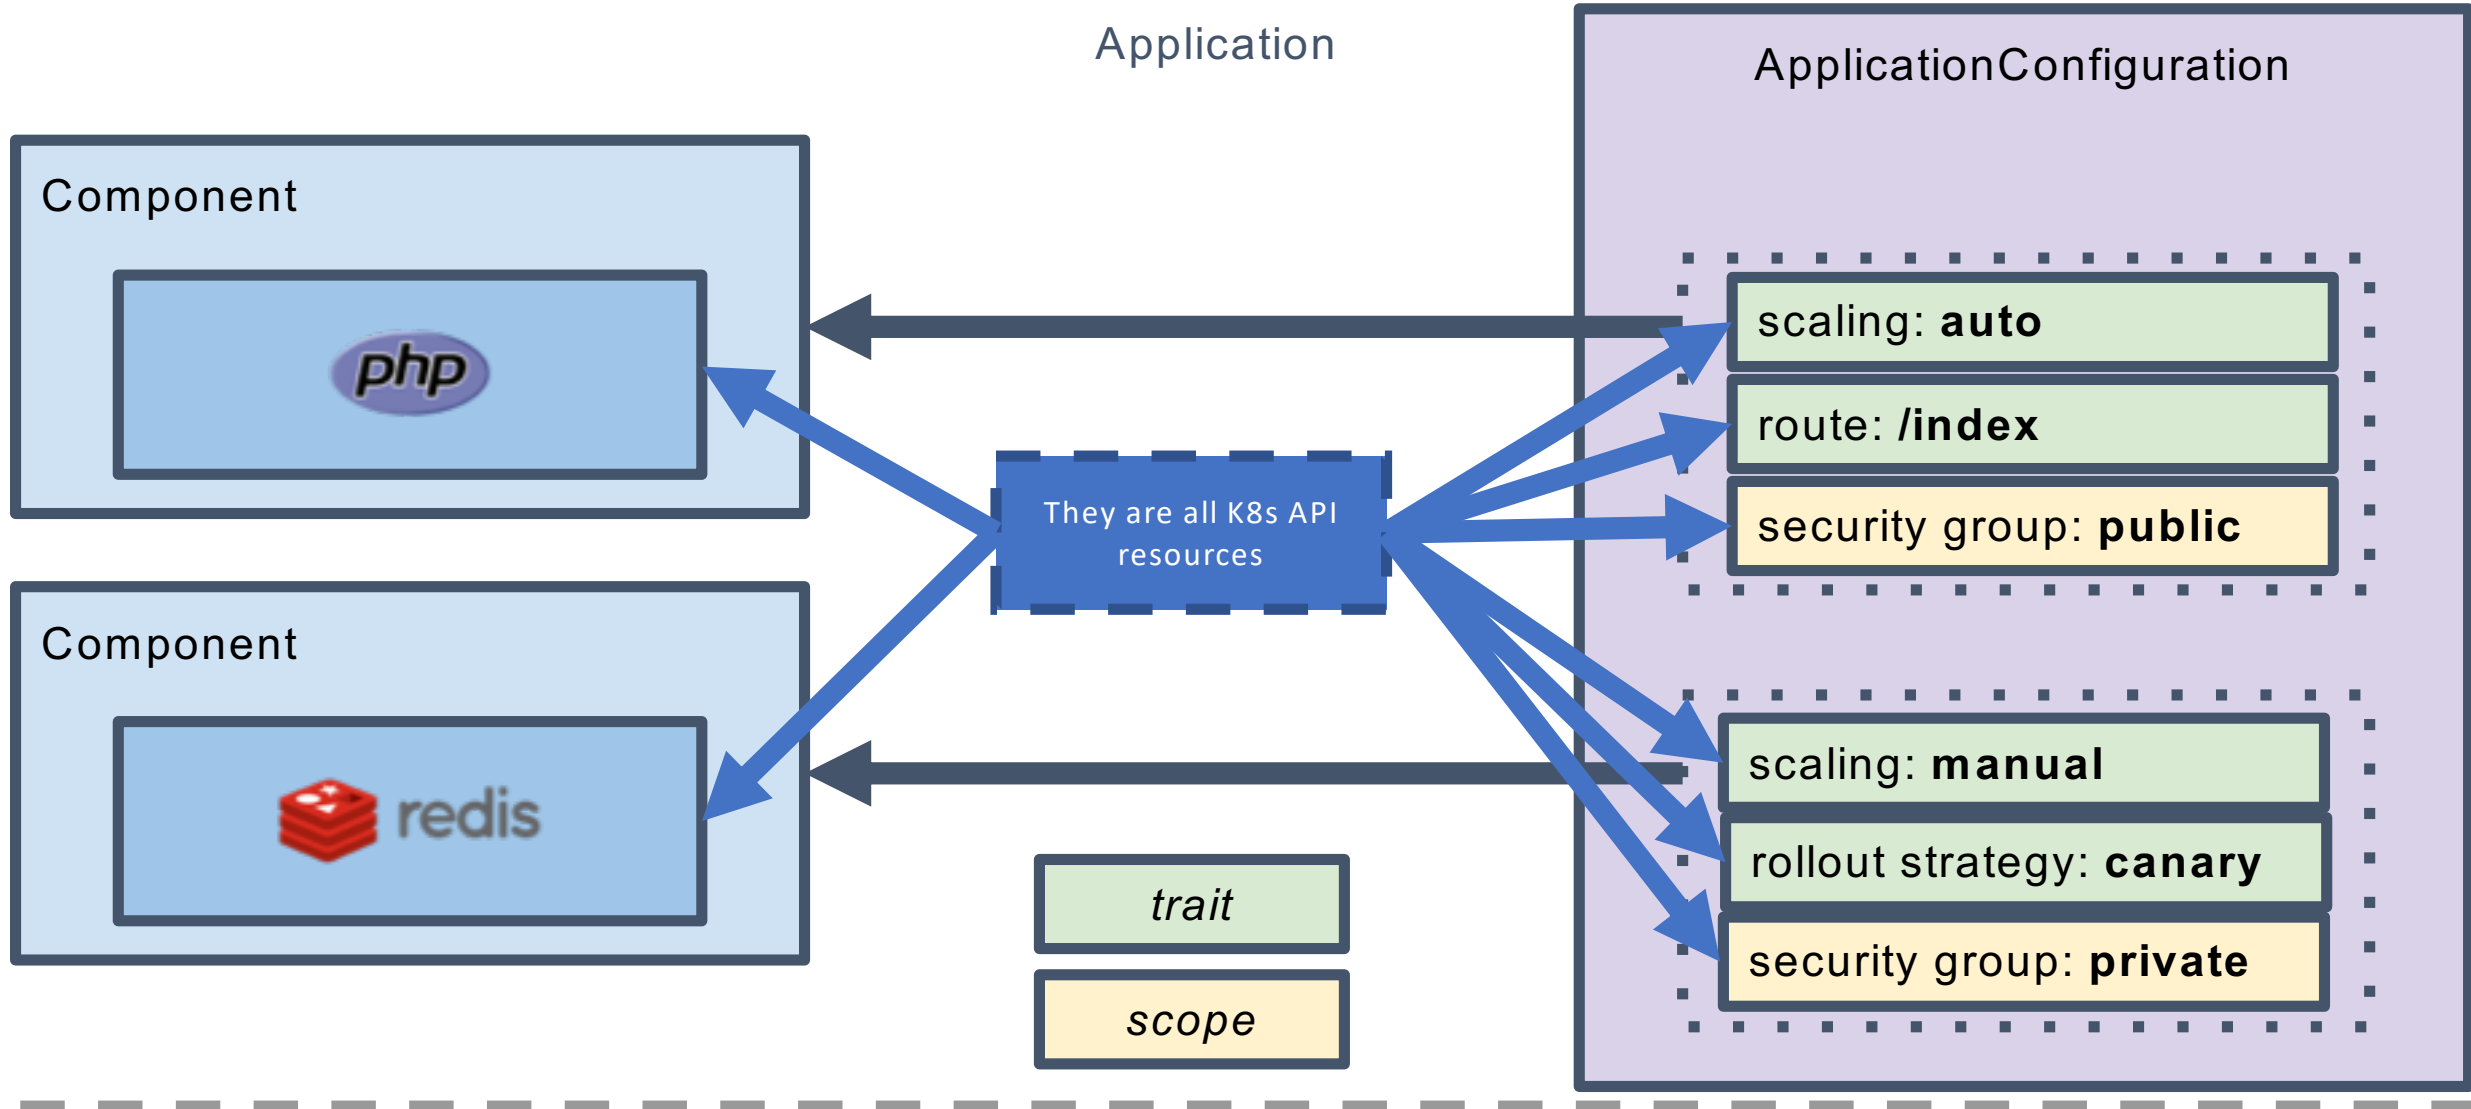 Application
ApplicationConfiguration
Component
php
scaling: auto
route: /index
security group: public
They are all K8s API
resources
Component
redis
scaling: manual
rollout strategy: canary
security group: private
trait
scope